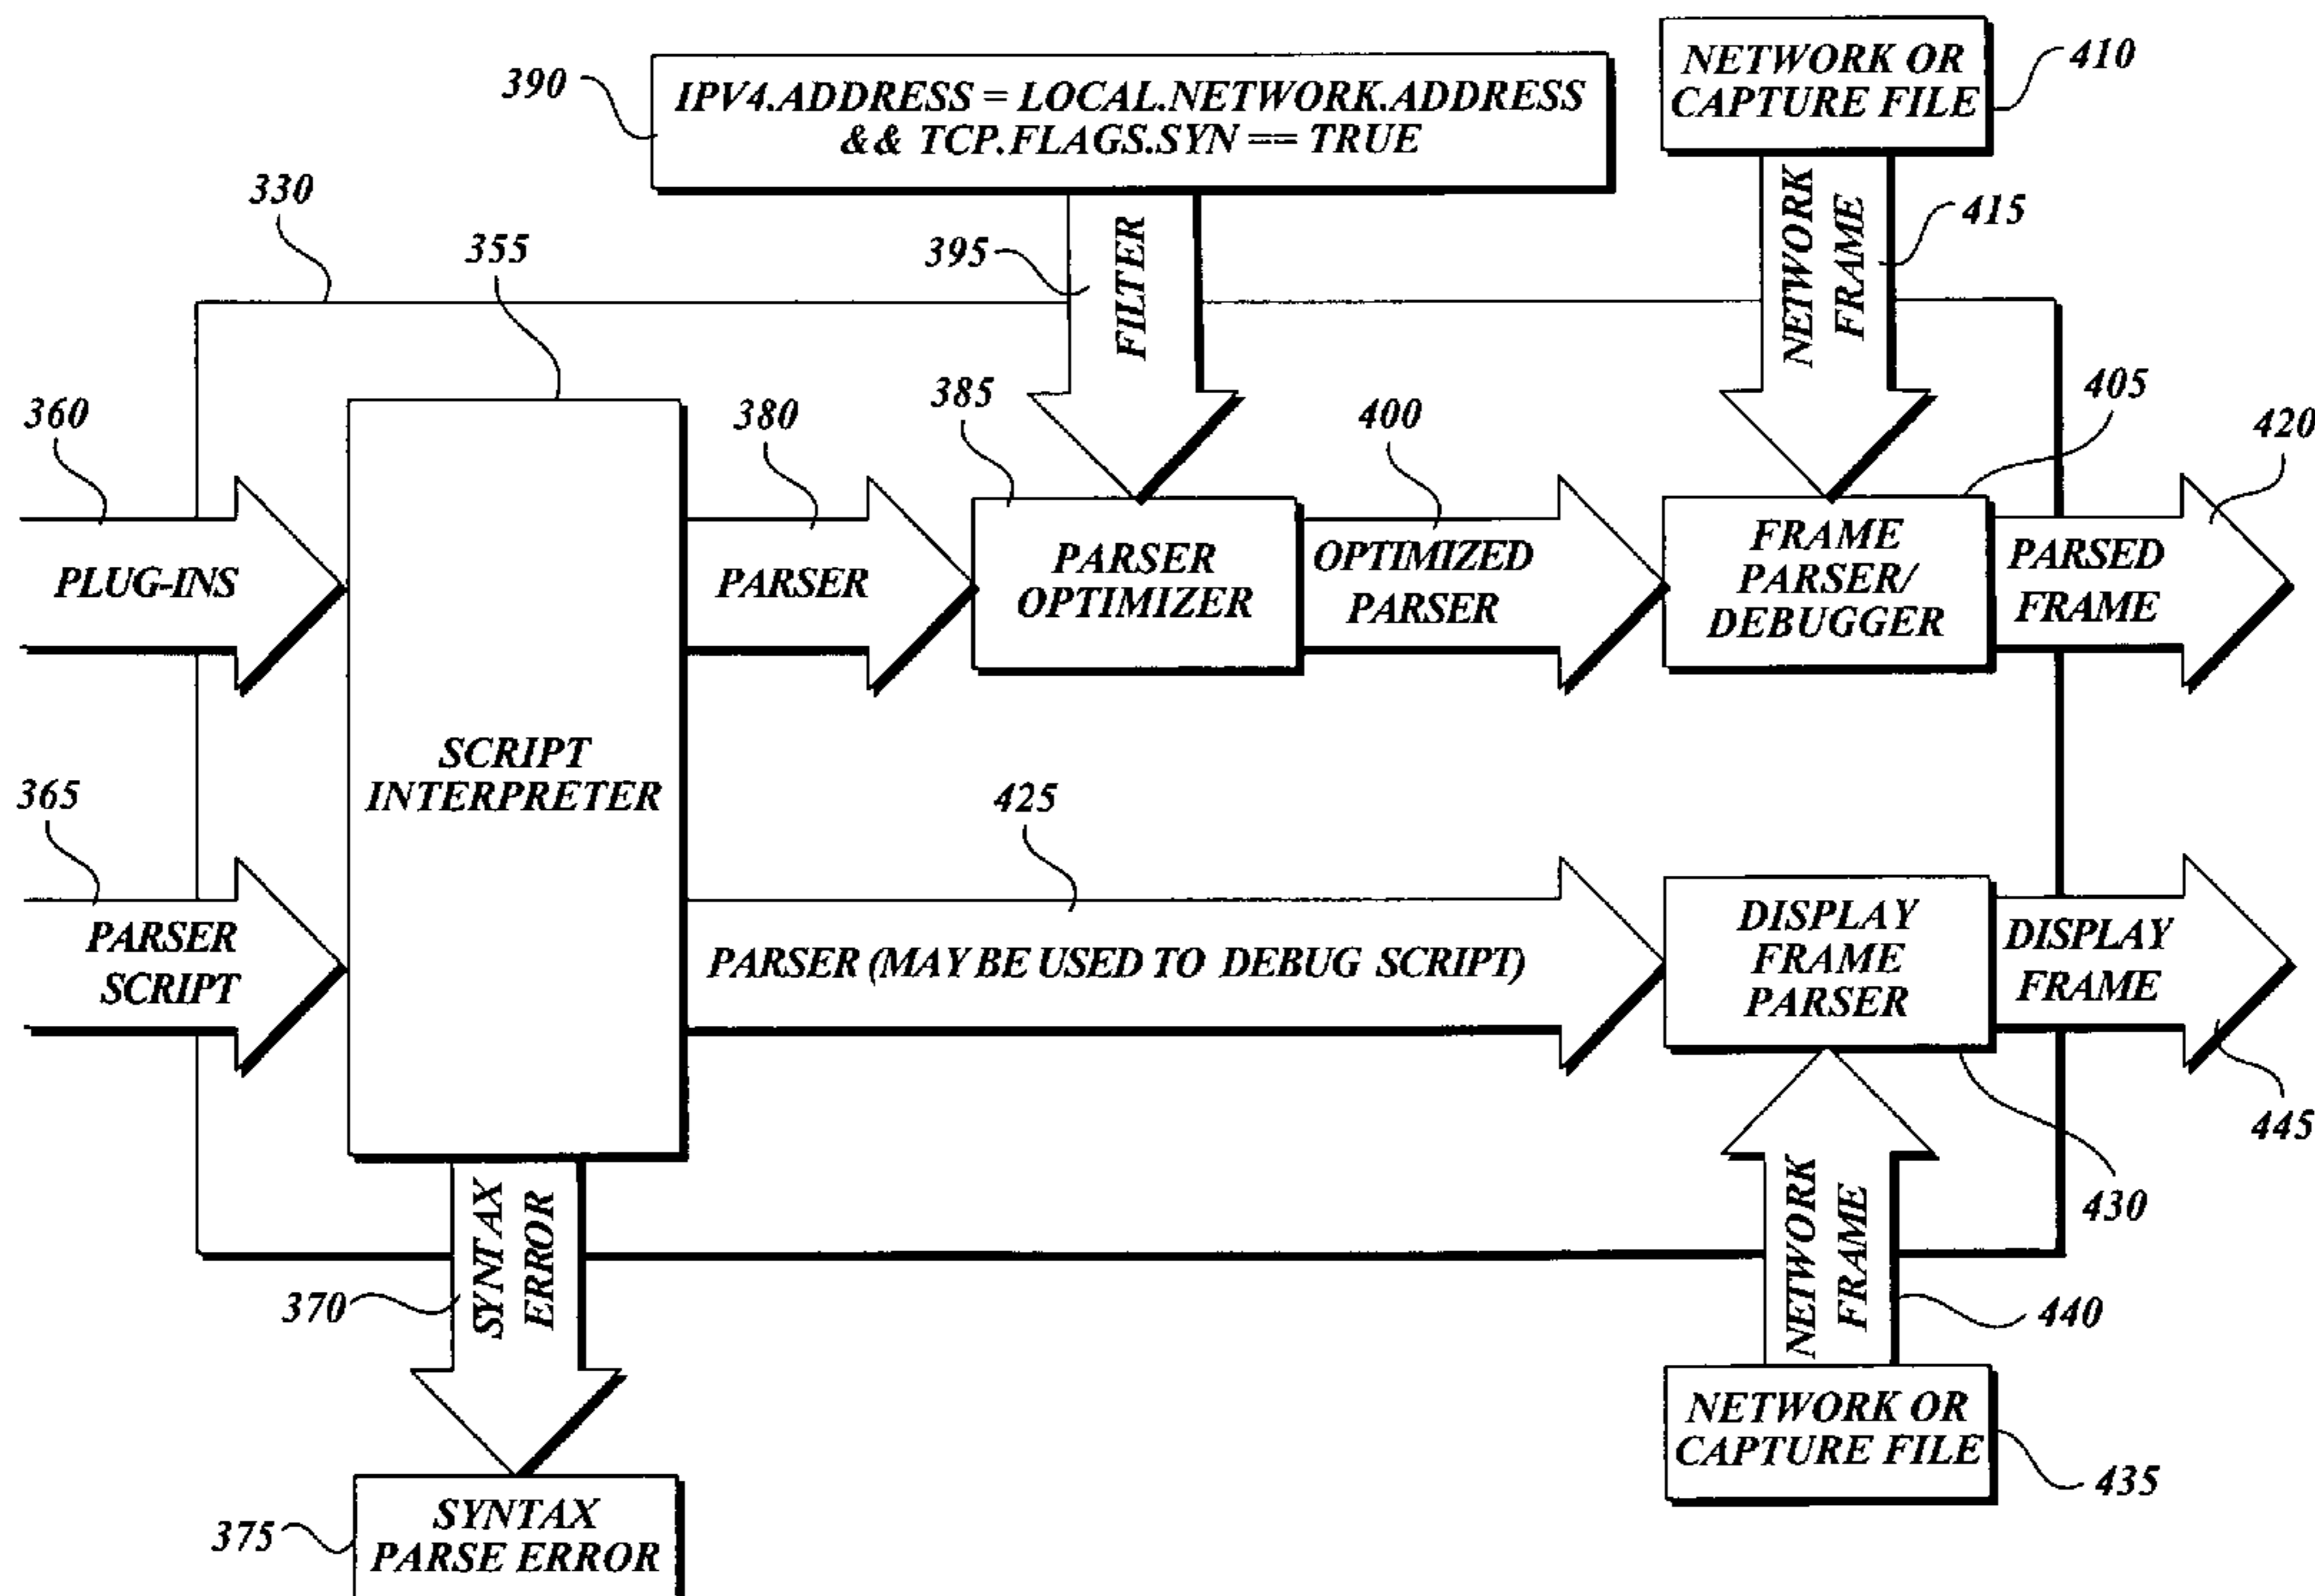 390
IPV4.ADDRESS = LOCAL.NETWORK.ADDRESS
&& TCP.FLAGS.SYN == TRUE
NETWORK OR
CAPTURE FILE
410
330
355
395
FILTER
NETWORK
FRAME
415
360
380
385
400
405
420
PLUG-INS
PARSER
PARSER
OPTIMIZER
OPTIMIZED
PARSER
FRAME
PARSER/
DEBUGGER
PARSED
FRAME
SCRIPT
INTERPRETER
365
425
PARSER
SCRIPT
PARSER (MAY BE USED TO DEBUG SCRIPT)
DISPLAY
FRAME
PARSER
DISPLAY
FRAME
445
430
SYNTAX
ERROR
370
NETWORK
FRAME
440
NETWORK OR
CAPTURE FILE
435
375
SYNTAX
PARSE ERROR